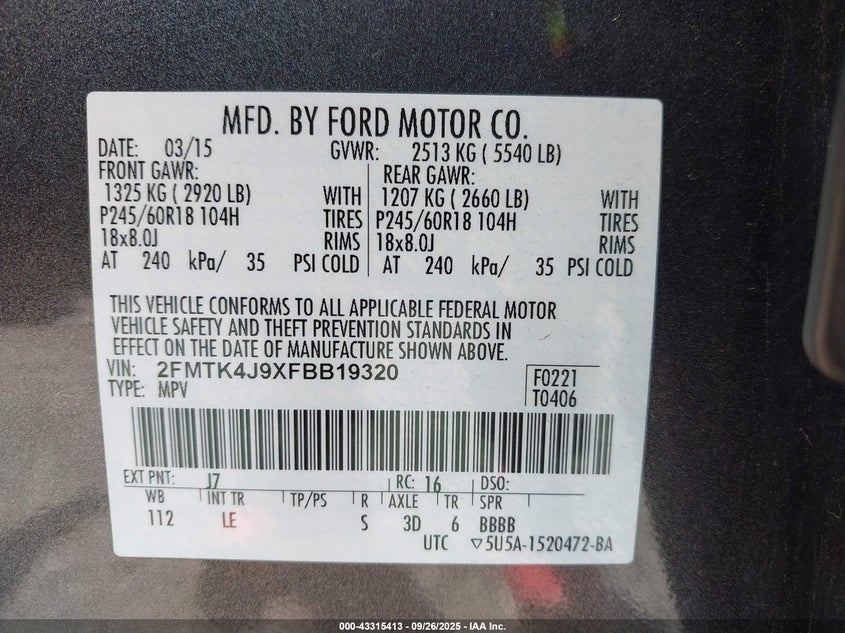 MFD. BY FORD MOTOR CO.
DATE: 03/15 GVWR: 2513 KG ( 5540 LB)
FRONT GAWR: REAR GAWR:
1325 KG ( 2920 LB) WITH 1207 KG ( 2660 LB) WITH
P245/60R18 104H TIRES P245/60R18 104H TIRES
18x8.0J RIMS 18x8.0J RIMS
AT 240 kPa/ 35 PSI COLD AT 240 kPa/ 35 PSI COLD
THIS VEHICLE CONFORMS TO ALL APPLICABLE FEDERAL MOTOR
VEHICLE SAFETY AND THEFT PREVENTION STANDARDS IN
EFFECT ON THE DATE OF MANUFACTURE SHOWN ABOVE.
VIN: 2FMTK4J9XFBB19320 F0221
TYPE: MPV T0406
EXT PNT: J7 RC: 16 DSO:
WB INT TR TP/PS R AXLE TR SPR
112 LE S 3D 6 BBBB
UTC ▽5U5A-1520472-BA
000-43315413 - 09/26/2025 - IAA Inc.